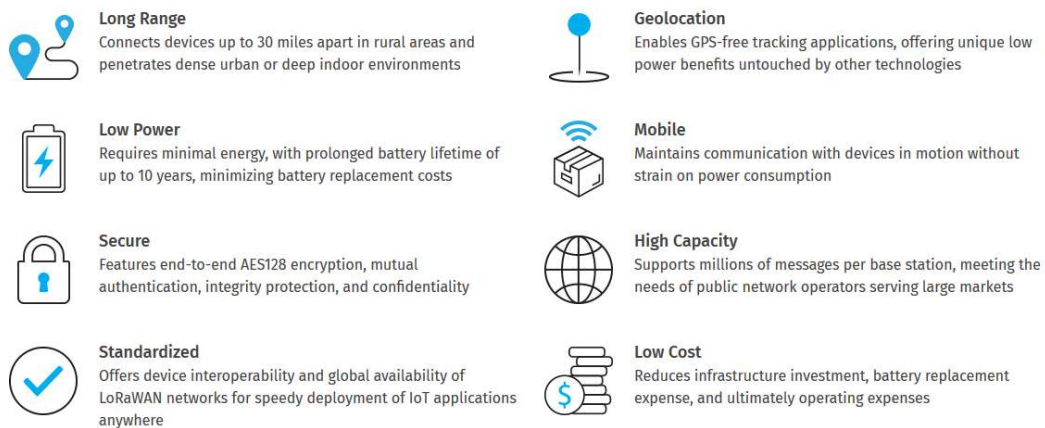 Long Range
Connects devices up to 30 miles apart in rural areas and
penetrates dense urban or deep indoor environments
Low Power
Requires minimal energy, with prolonged battery lifetime of
up to 10 years, minimizing battery replacement costs
Secure
Features end-to-end AES128 encryption, mutual
authentication, integrity protection, and confidentiality
Standardized
Offers device interoperability and global availability of
LoRaWAN networks for speedy deployment of IoT applications
anywhere
Geolocation
Enables GPS-free tracking applications, offering unique low
power benefits untouched by other technologies
Mobile
Maintains communication with devices in motion without
strain on power consumption
High Capacity
Supports millions of messages per base station, meeting the
needs of public network operators serving large markets
$
Low Cost
Reduces infrastructure investment, battery replacement
expense, and ultimately operating expenses